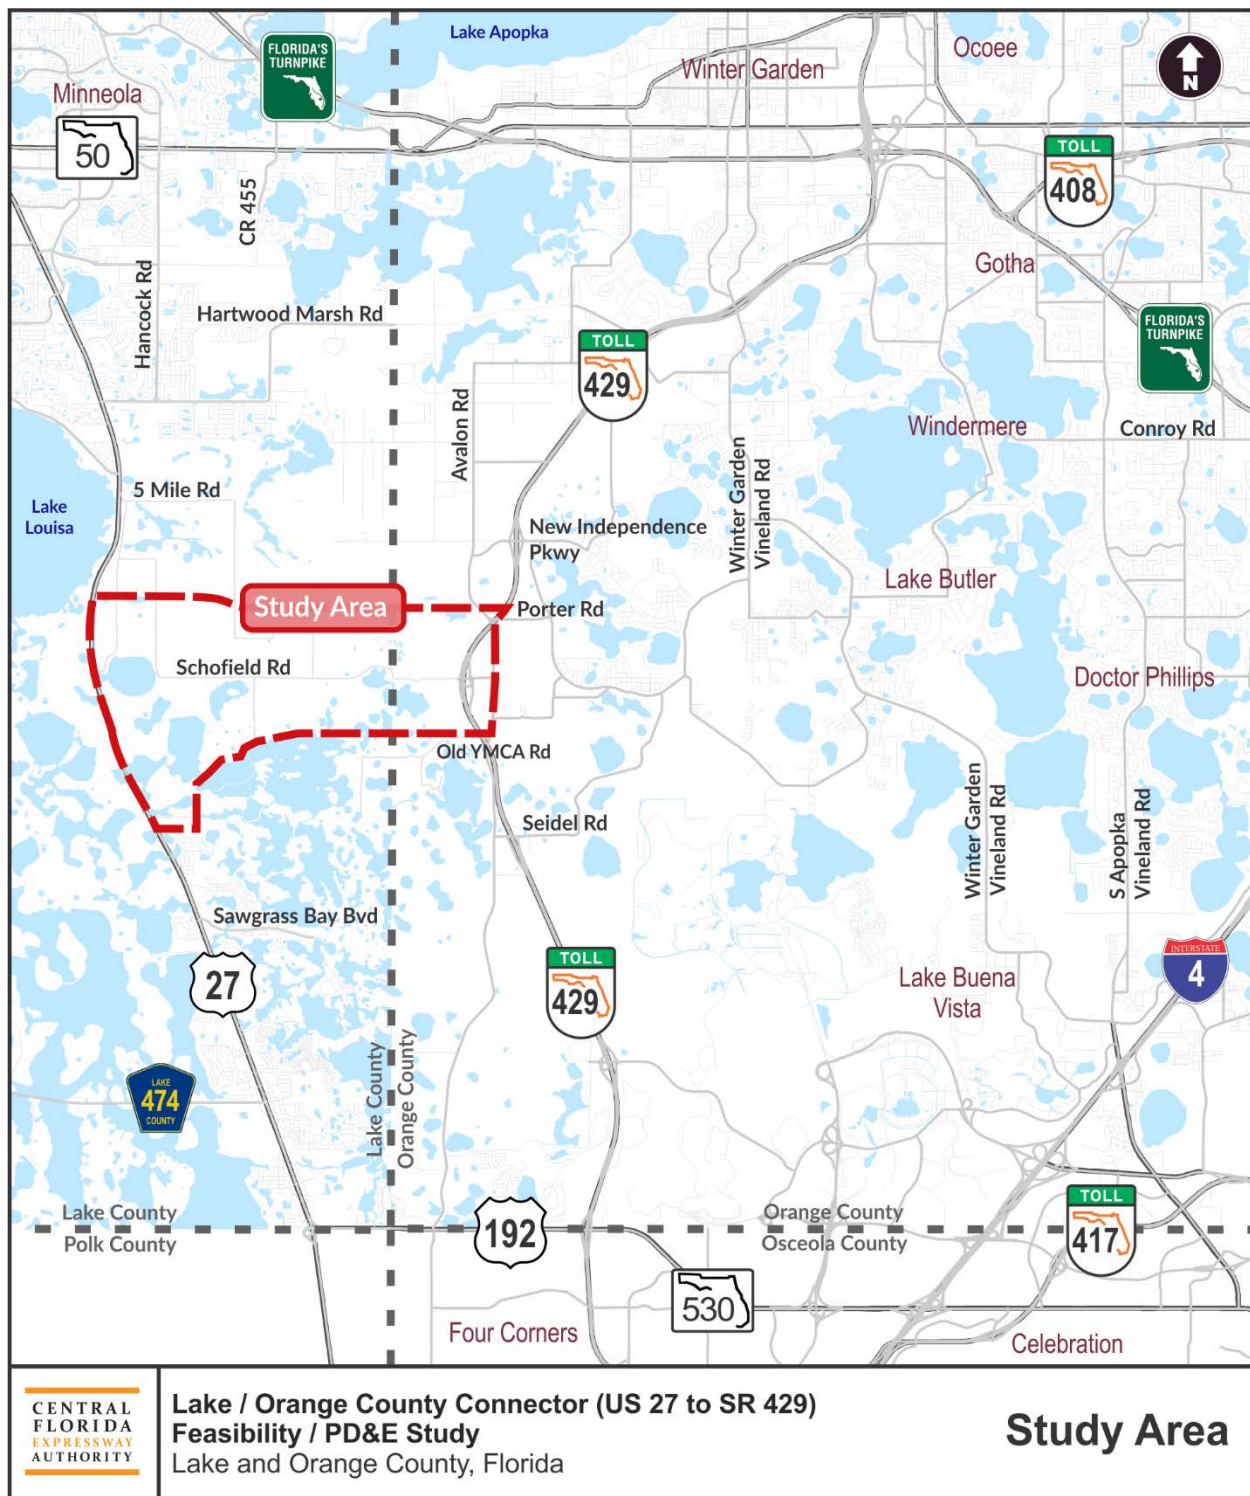 Lake Apopka
Ocoee
FLORIDA'S
TURNPIKE
Winter Garden
N
Minneola
50
TOLL
408
CR 455
Gotha
Hancock Rd
Hartwood Marsh Rd
FLORIDA'S
TURNPIKE
TOLL
429
Avalon Rd
Windermere
Conroy Rd
Winter Garden
Vineland Rd
5 Mile Rd
Lake
Louisa
New Independence
Pkwy
Lake Butler
Study Area
Porter Rd
Schofield Rd
Doctor Phillips
Old YMCA Rd
Seidel Rd
Winter Garden
Vineland Rd
S Apopka
Vineland Rd
Sawgrass Bay Blvd
27
TOLL
429
Lake Buena
Vista
INTERSTATE
4
Lake County
Orange County
LAKE
474
COUNTY
Lake County
Polk County
192
Orange County
Osceola County
TOLL
417
530
Four Corners
Celebration
CENTRAL
FLORIDA
EXPRESSWAY
AUTHORITY
Lake / Orange County Connector (US 27 to SR 429)
Feasibility / PD&E Study
Lake and Orange County, Florida
Study Area